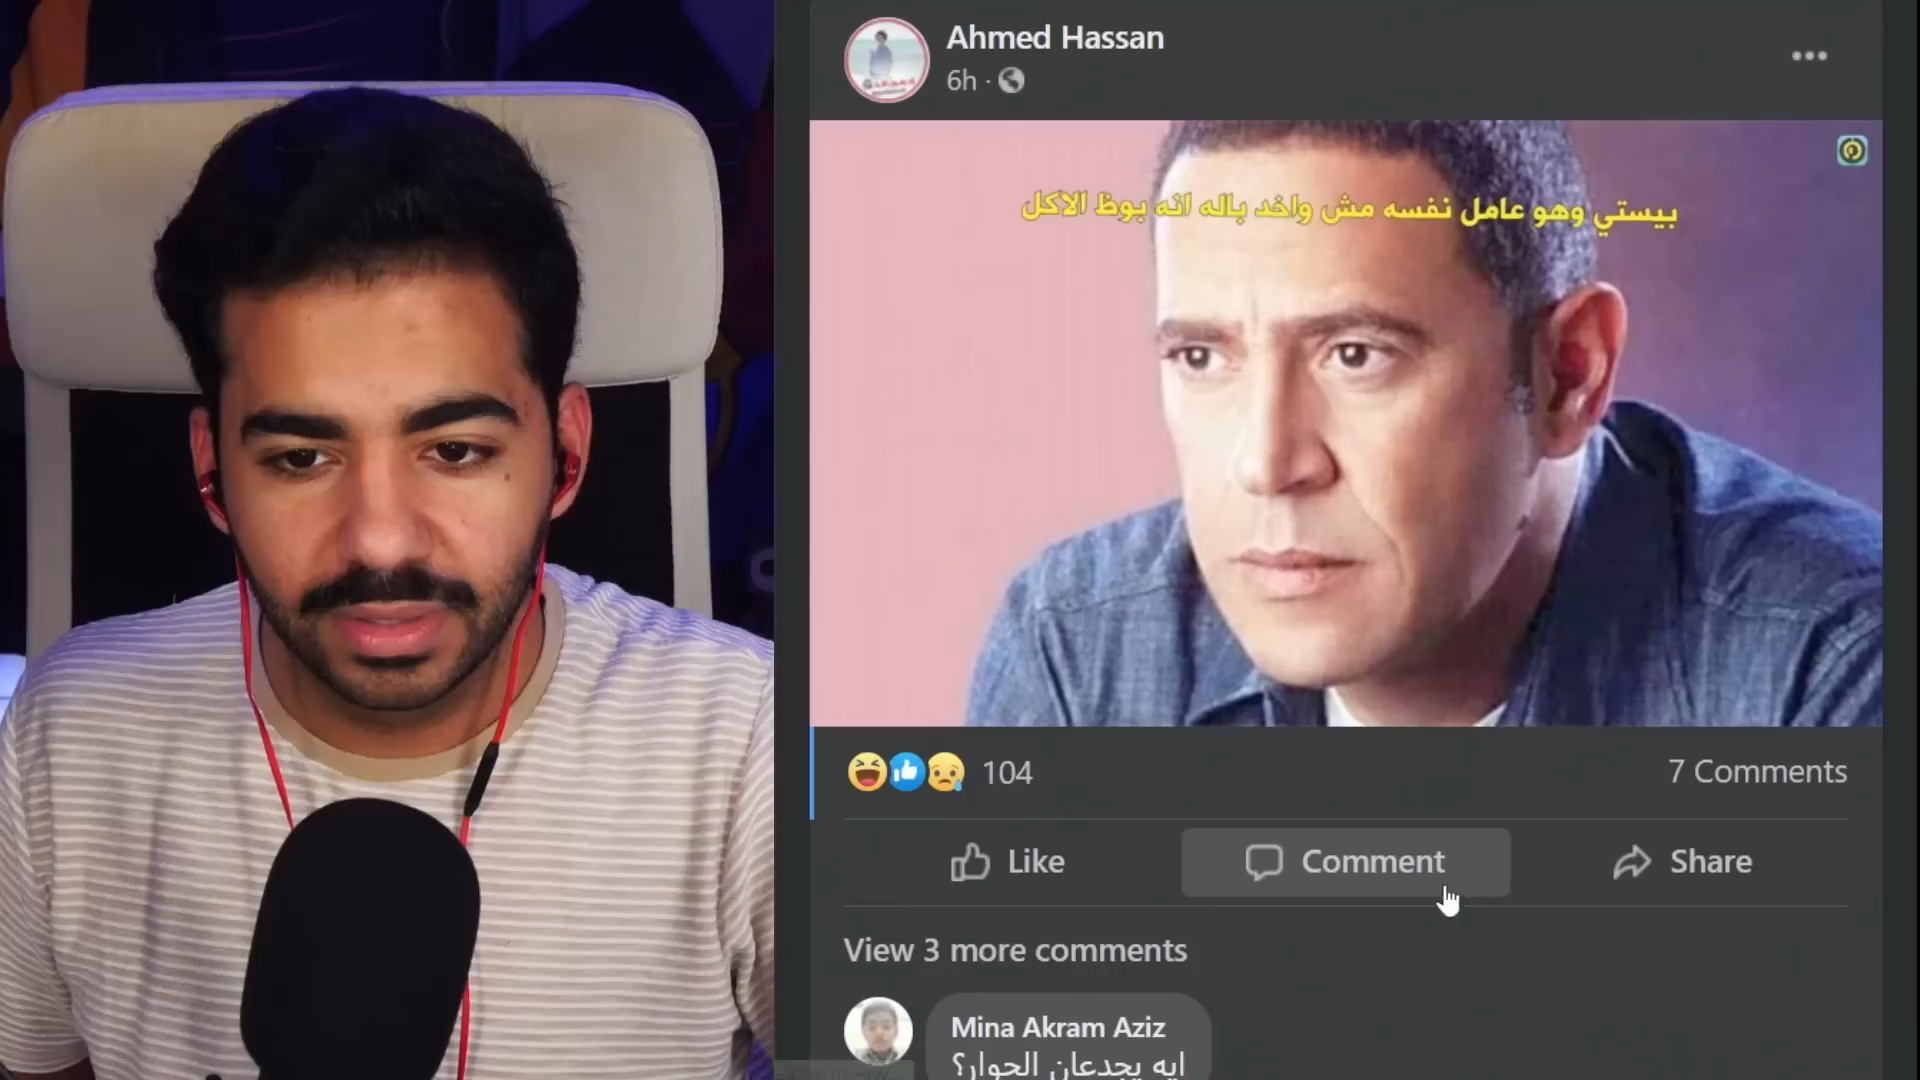 Ahmed Hassan
6h ·
بيستي وهو عامل نفسه مش واخد باله انه بوظ الاكل
104
7 Comments
Like
Comment
Share
View 3 more comments
Mina Akram Aziz
ايه يجدعان الحوار؟